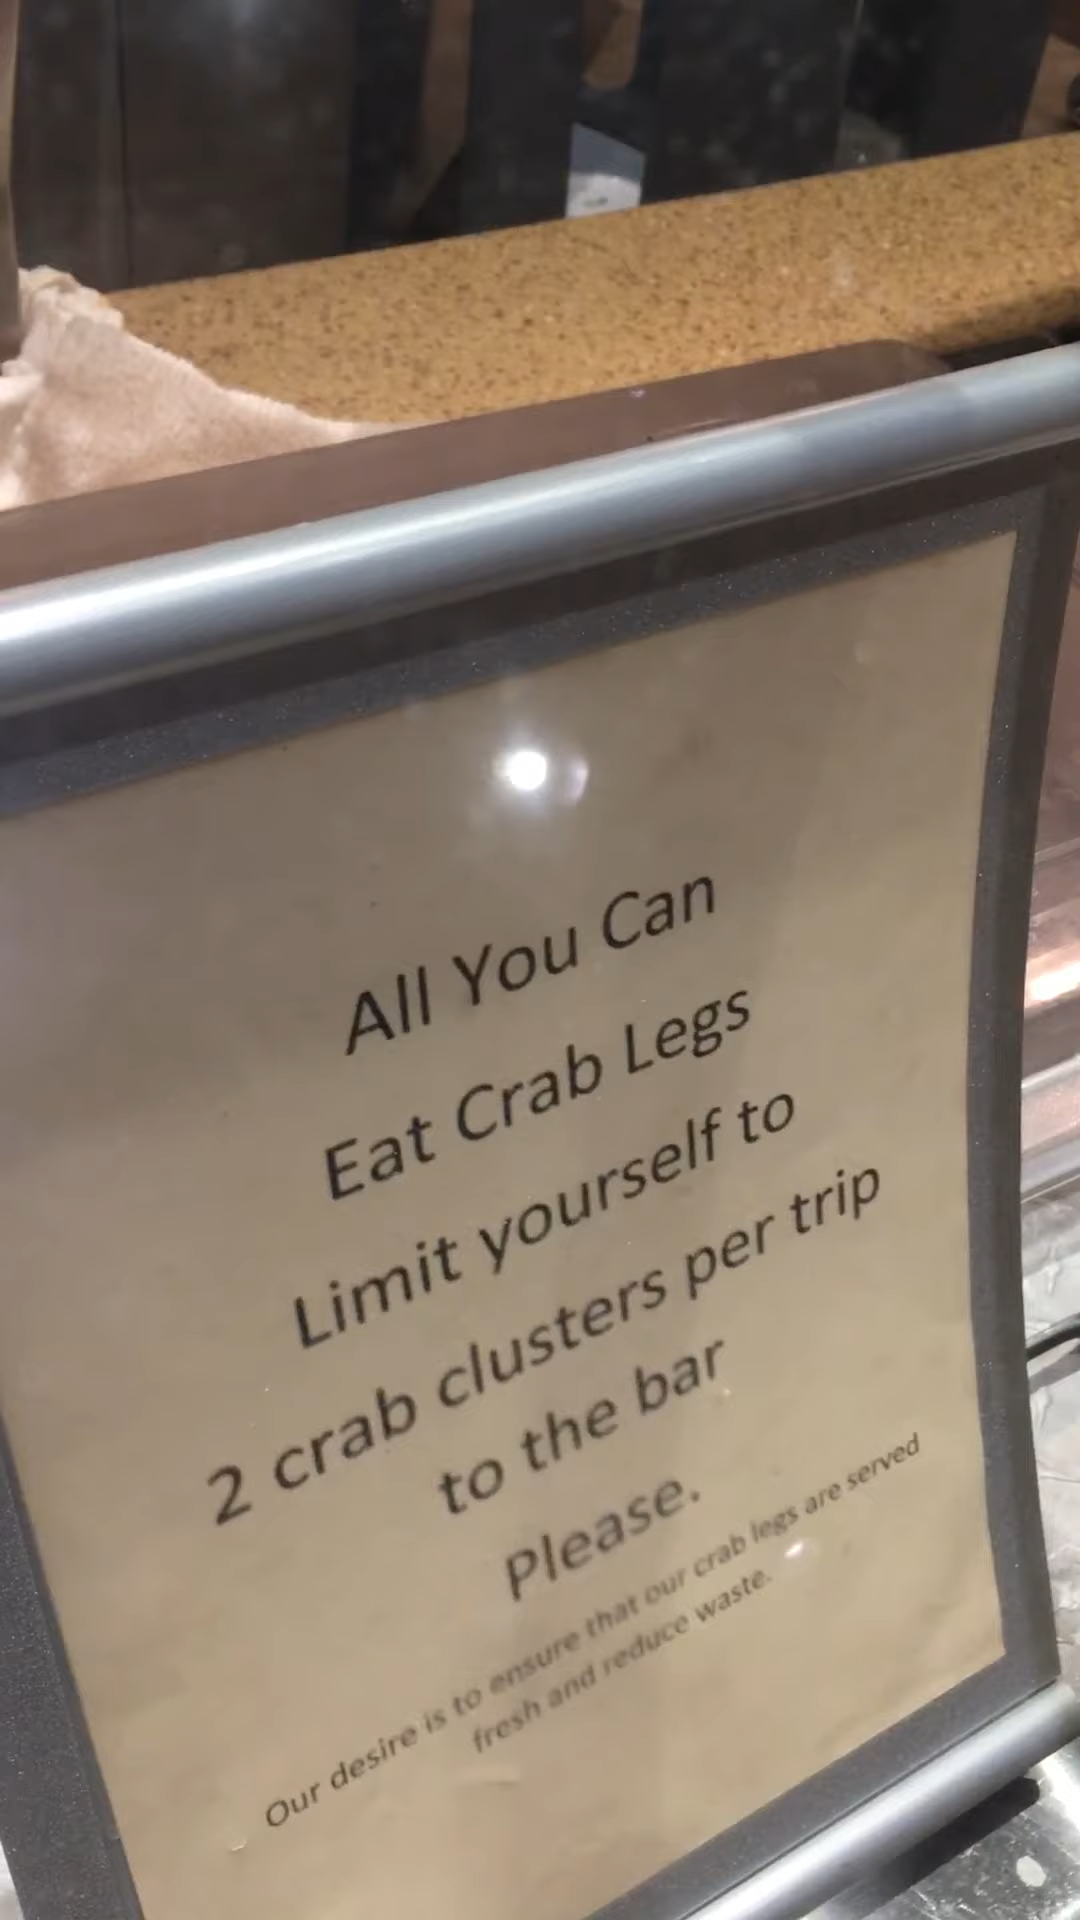 All You Can
Eat Crab Legs
Limit yourself to
2 crab clusters per trip
to the bar
Please.
Our desire is to ensure that our crab legs are served
fresh and reduce waste.